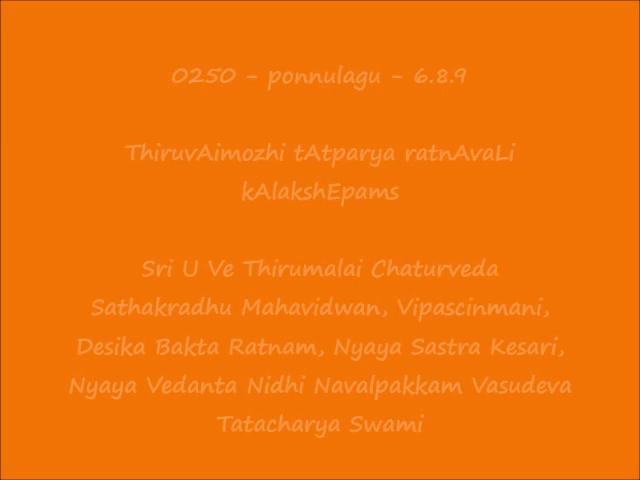 0250 - ponnulagu - 6.8.9
ThiruvAimozhi tAtparya ratnAvaLi
kAlakshEpams
Sri U Ve Thirumalai Chaturveda
Sathakradhu Mahavidwan, Vipascinmani,
Desika Bakta Ratnam, Nyaya Sastra Kesari,
Nyaya Vedanta Nidhi Navalpakkam Vasudeva
Tatacharya Swami